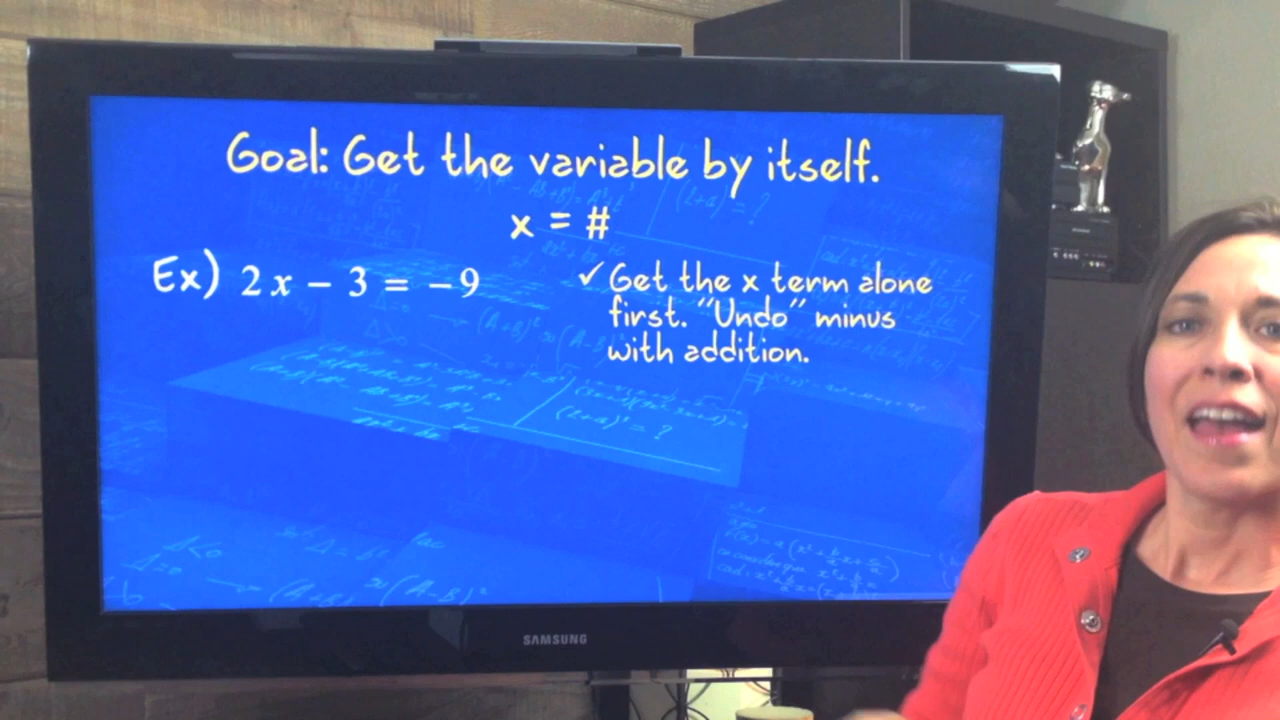 Goal: Get the variable by itself.
x = #
Ex) 2x − 3 = −9
✓ Get the x term alone
first. "Undo" minus
with addition.
SAMSUNG